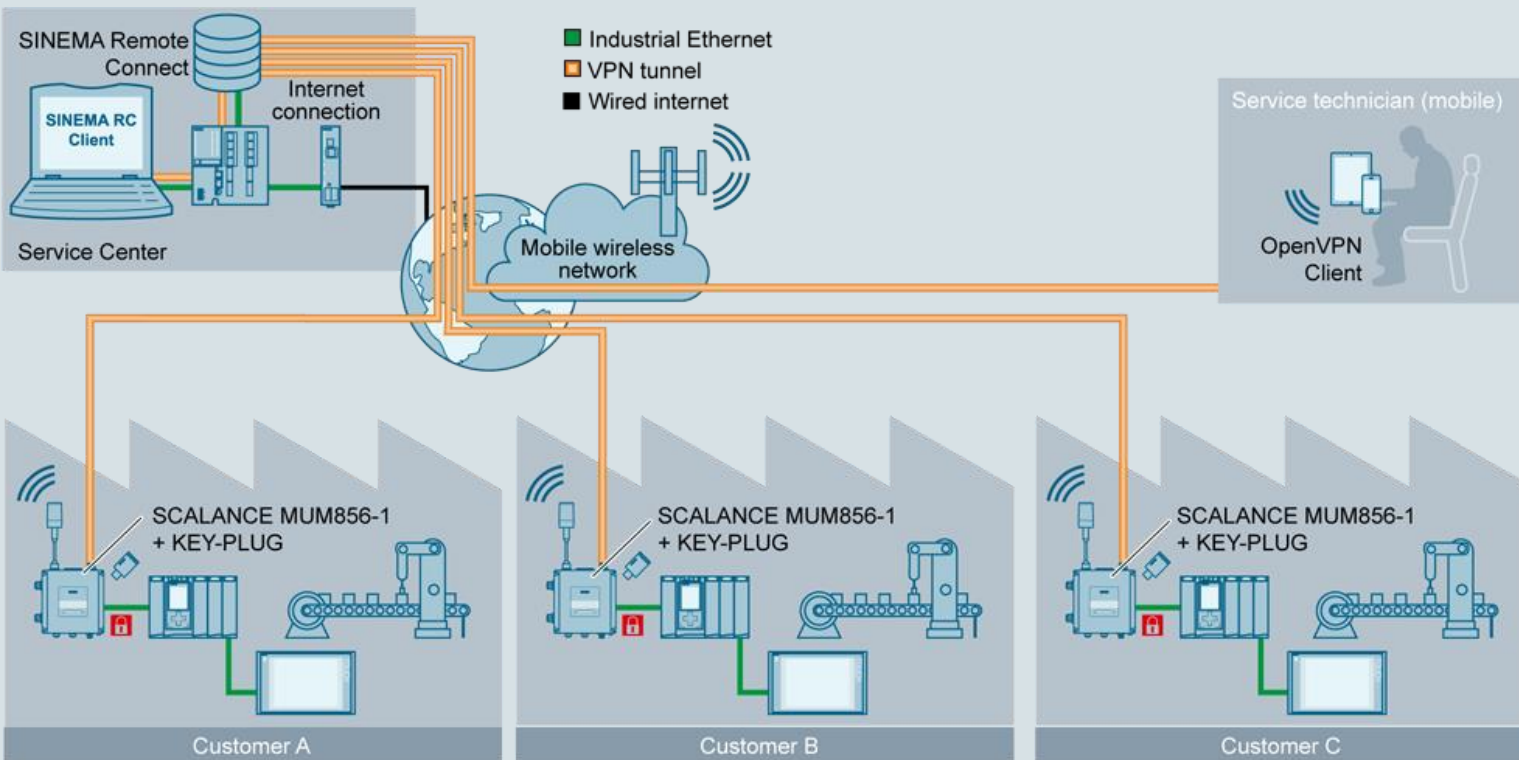 SINEMA Remote
Connect
SINEMA RC
Client
Internet
connection
Service Center
Industrial Ethernet
VPN tunnel
Wired internet
Mobile wireless
network
Service technician (mobile)
OpenVPN
Client
SCALANCE MUM856-1
+ KEY-PLUG
Customer A
SCALANCE MUM856-1
+ KEY-PLUG
Customer B
SCALANCE MUM856-1
+ KEY-PLUG
Customer C